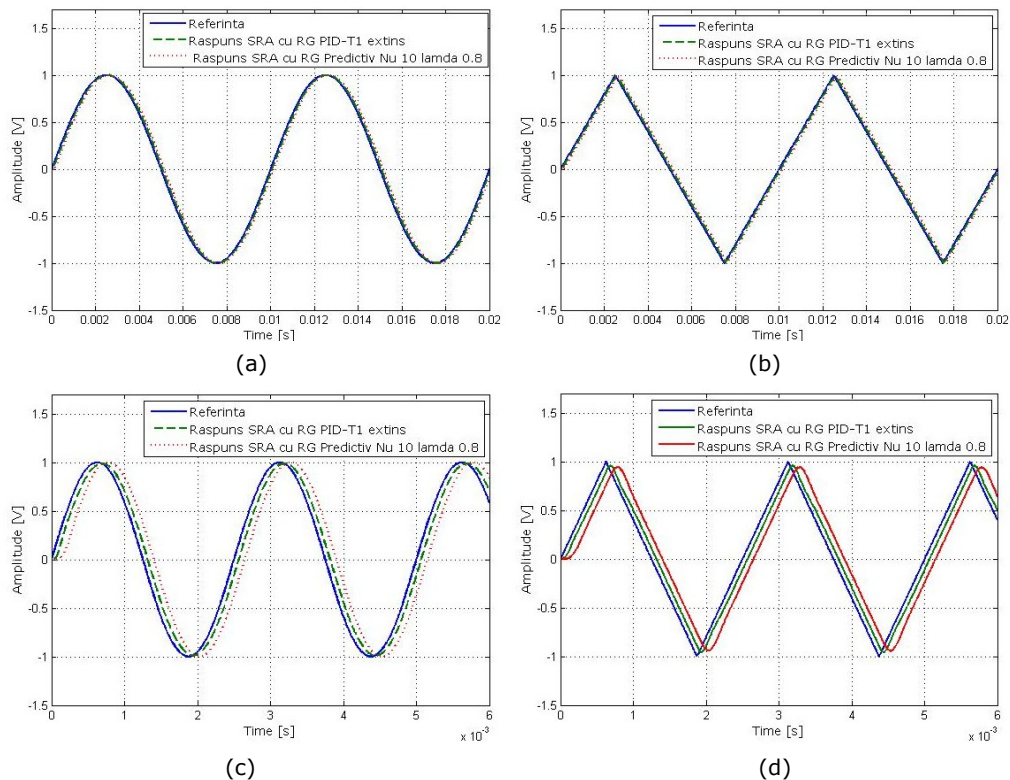 Referinta
Raspuns SRA cu RG PID-T1 extins
Raspuns SRA cu RG Predictiv Nu 10 lamda 0.8
Amplitude [V]
1.5
1
0.5
0
-0.5
-1
-1.5
0 0.002 0.004 0.006 0.008 0.01 0.012 0.014 0.016 0.018 0.02
Time [s]
(a)
Referinta
Raspuns SRA cu RG PID-T1 extins
Raspuns SRA cu RG Predictiv Nu 10 lamda 0.8
Amplitude [V]
1.5
1
0.5
0
-0.5
-1
-1.5
0 0.002 0.004 0.006 0.008 0.01 0.012 0.014 0.016 0.018 0.02
Time [s]
(b)
Referinta
Raspuns SRA cu RG PID-T1 extins
Raspuns SRA cu RG Predictiv Nu 10 lamda 0.8
Amplitude [V]
1.5
1
0.5
0
-0.5
-1
-1.5
0 1 2 3 4 5 6
Time [s]
x 10⁻³
(c)
Referinta
Raspuns SRA cu RG PID-T1 extins
Raspuns SRA cu RG Predictiv Nu 10 lamda 0.8
Amplitude [V]
1.5
1
0.5
0
-0.5
-1
-1.5
0 1 2 3 4 5 6
Time [s]
x 10⁻³
(d)